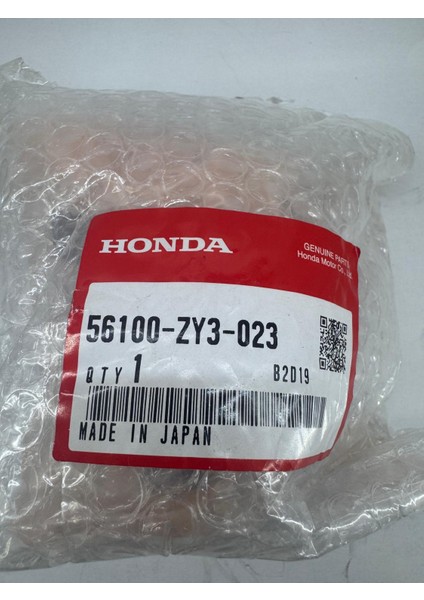 HONDA
GENUINE PARTS
Honda Motor Co., Ltd.
56100-ZY3-023
QTY 1
B2D19
MADE IN JAPAN